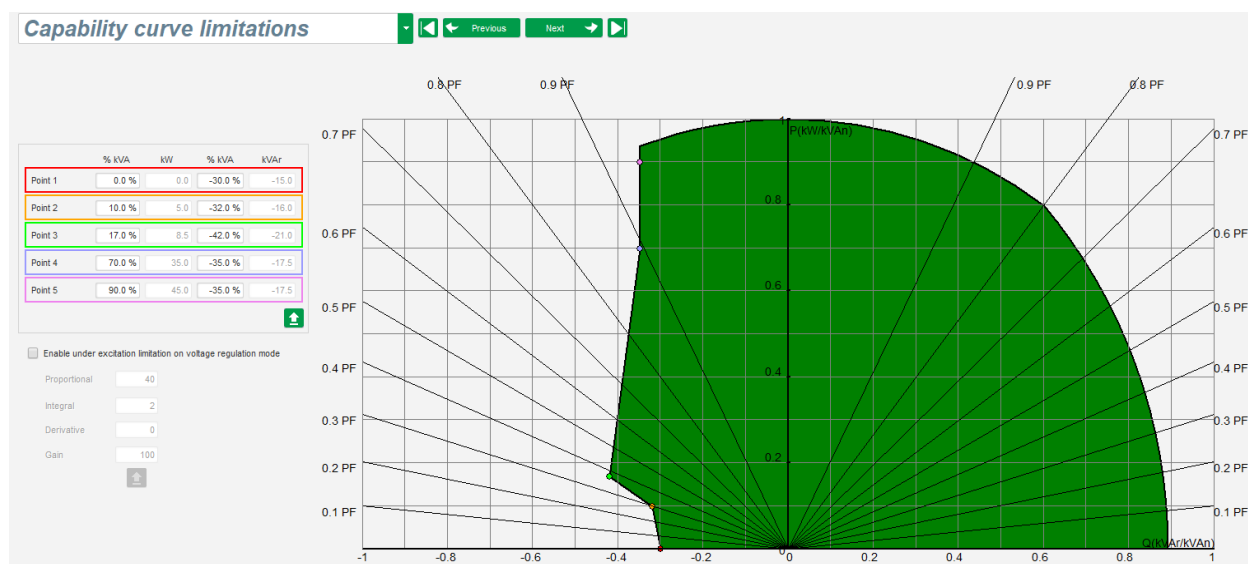 Capability curve limitations
Previous
Next
0.8 PF
0.9 PF
0.9 PF
0.8 PF
P(kW/kVAn)
1
0.7 PF
0.7 PF
% kVA kW % kVA kVAr
Point 1 0.0 % 0.0 -30.0 % -15.0
Point 2 10.0 % 5.0 -32.0 % -16.0
Point 3 17.0 % 8.5 -42.0 % -21.0
Point 4 70.0 % 35.0 -35.0 % -17.5
Point 5 90.0 % 45.0 -35.0 % -17.5
0.8
0.6 PF
0.6 PF
0.6
0.5 PF
0.5 PF
Enable under excitation limitation on voltage regulation mode
Proportional 40
Integral 2
Derivative 0
Gain 100
0.4 PF
0.4
0.4 PF
0.3 PF
0.3 PF
0.2 PF
0.2
0.2 PF
0.1 PF
0.1 PF
Q(kVAr/kVAn)
0
-1 -0.8 -0.6 -0.4 -0.2 0 0.2 0.4 0.6 0.8 1